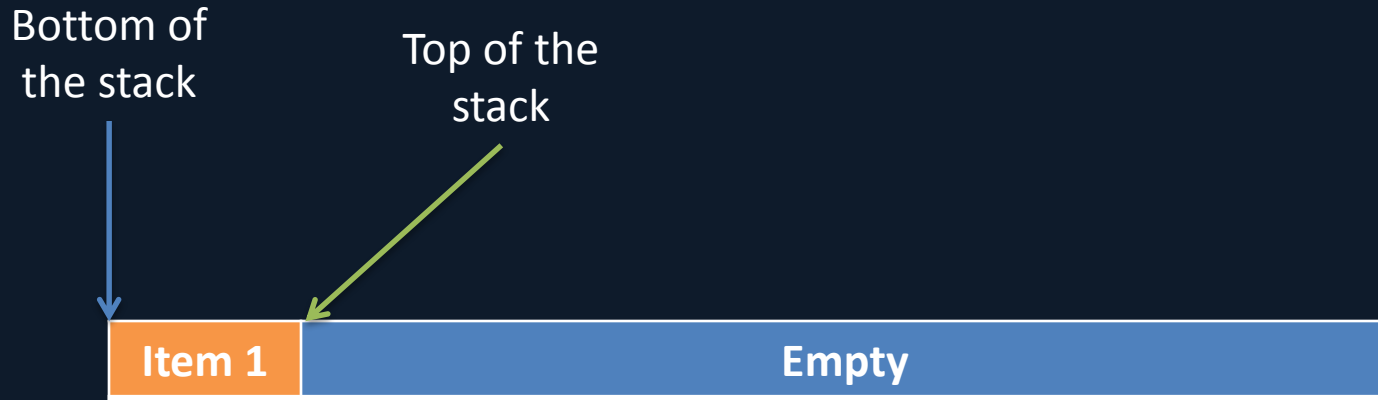 Bottom of
the stack
Top of the
stack
Item 1
Empty